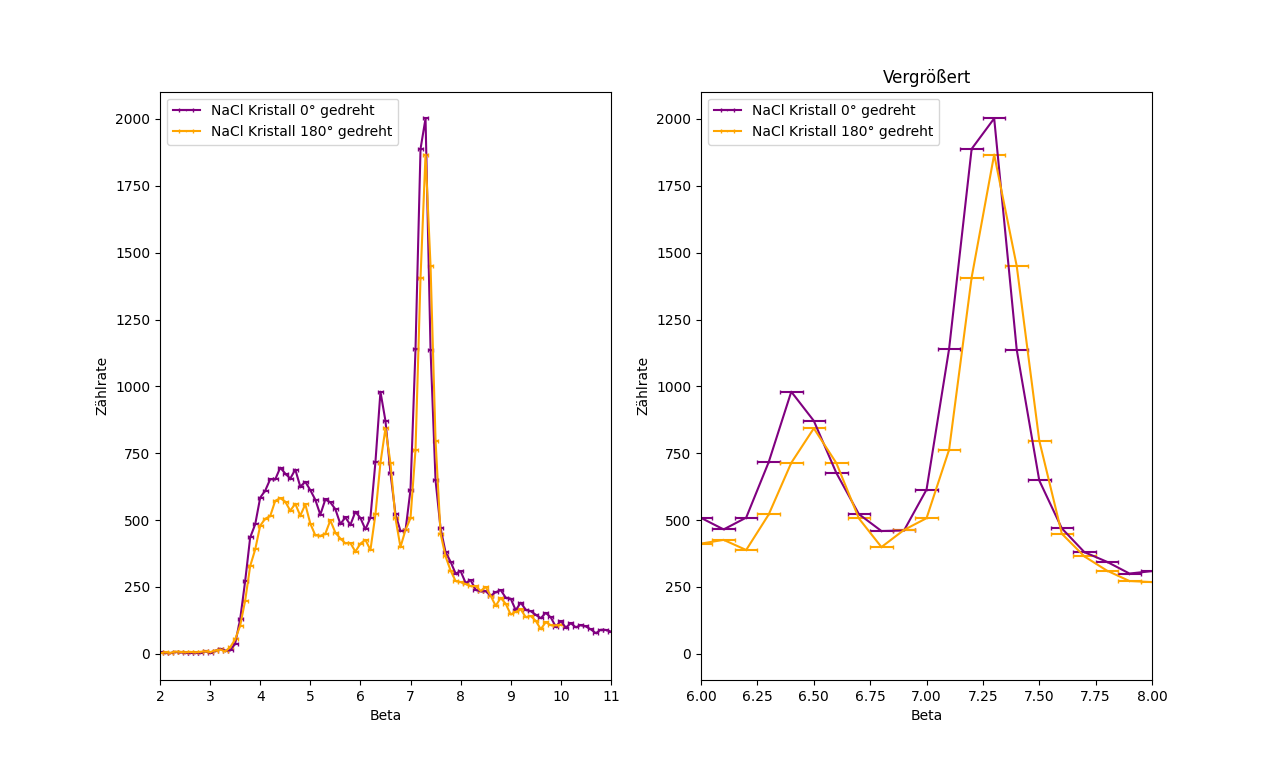 NaCl Kristall 0° gedreht
NaCl Kristall 180° gedreht
2000
1750
1500
1250
1000
750
500
250
0
Zählrate
2 3 4 5 6 7 8 9 10 11
Beta
Vergrößert
NaCl Kristall 0° gedreht
NaCl Kristall 180° gedreht
2000
1750
1500
1250
1000
750
500
250
0
Zählrate
6.00 6.25 6.50 6.75 7.00 7.25 7.50 7.75 8.00
Beta